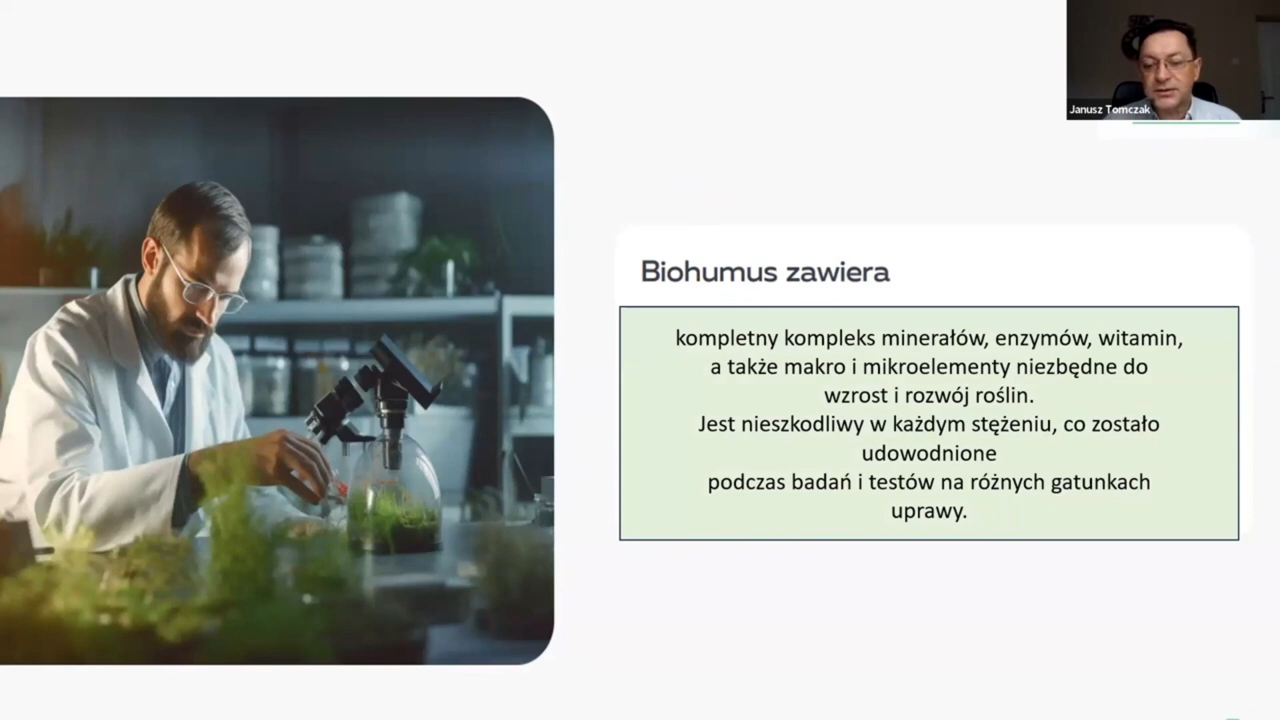 Janusz Tomczak
Biohumus zawiera
kompletny kompleks minerałów, enzymów, witamin,
a także makro i mikroelementy niezbędne do
wzrost i rozwój roślin.
Jest nieszkodliwy w każdym stężeniu, co zostało
udowodnione
podczas badań i testów na różnych gatunkach
uprawy.